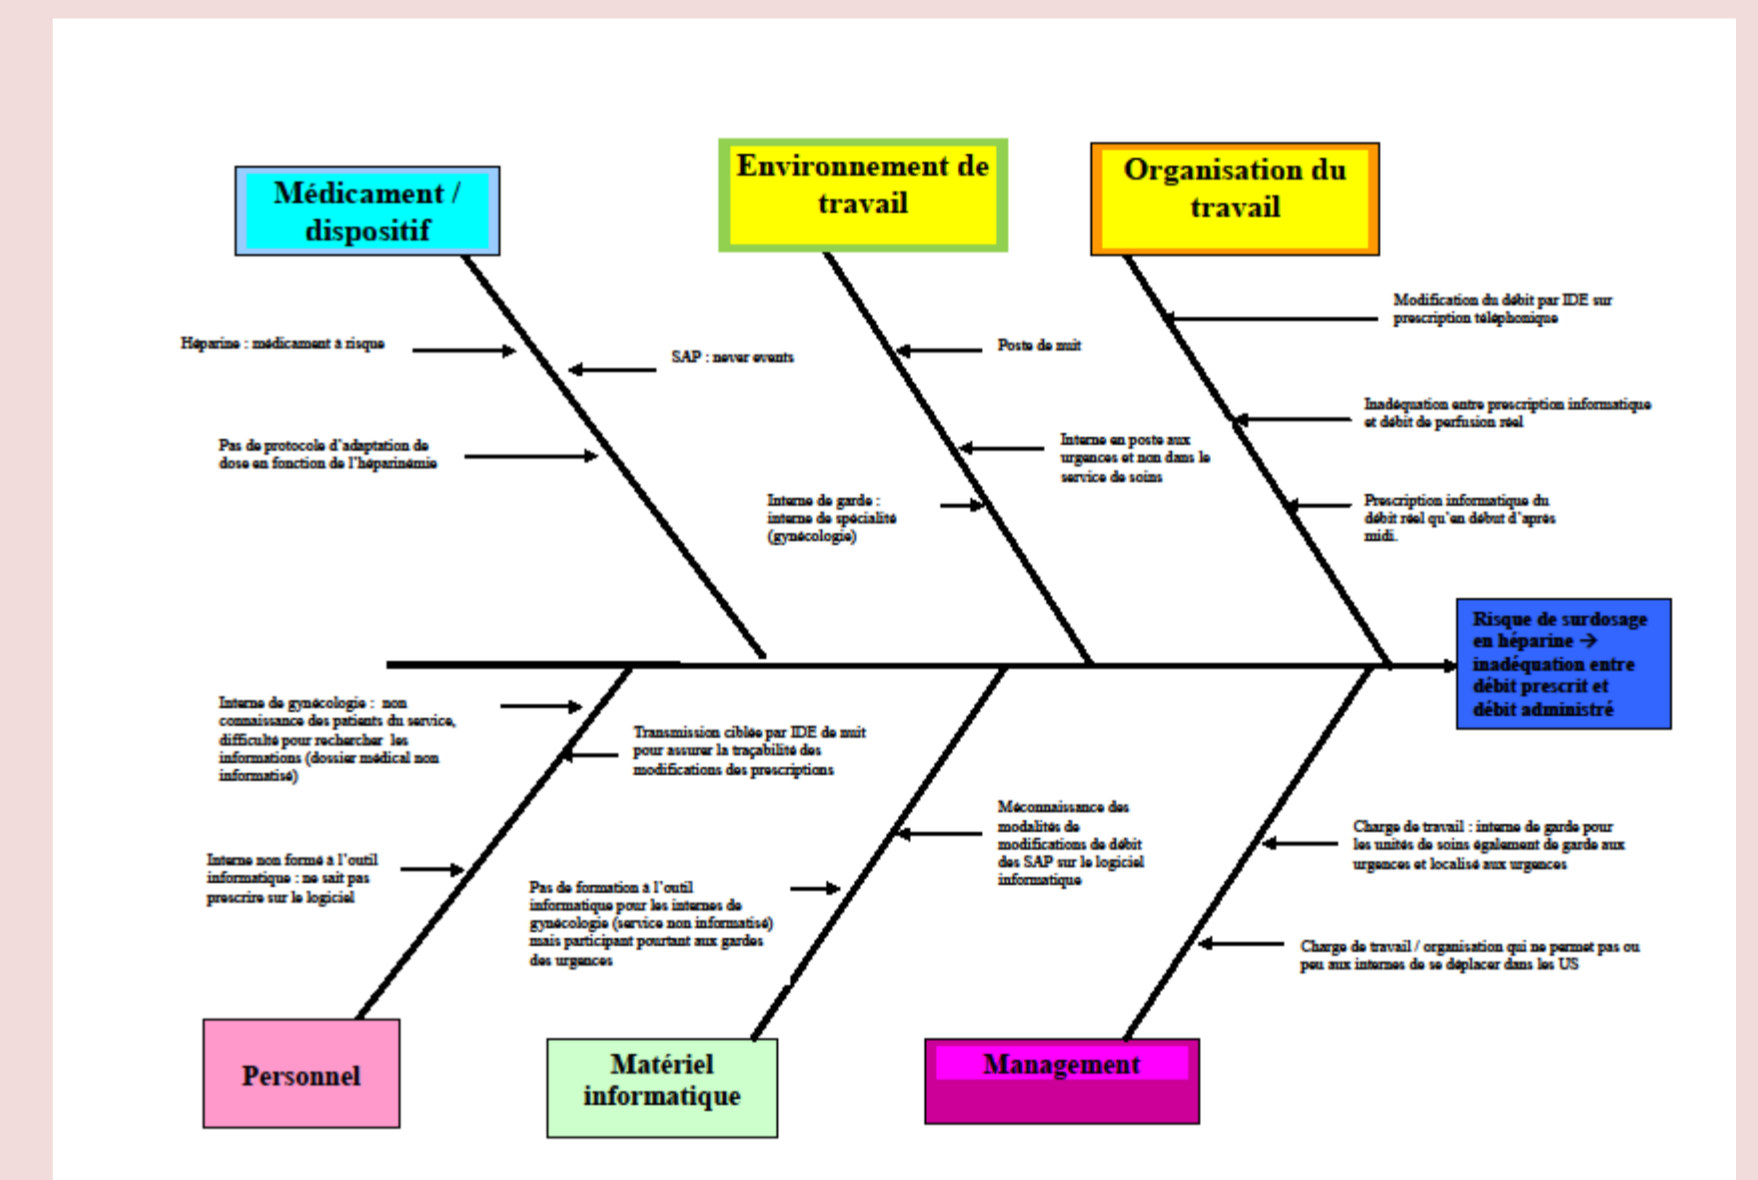 Médicament /
dispositif
Environnement de
travail
Organisation du
travail
Héparine : médicament à risque
SAP : never events
Pas de protocole d'adaptation de
dose en fonction de l'héparinémie
Poste de nuit
Interne en poste aux
urgences et non dans le
service de soins
Interne de garde :
interne de spécialité
(gynécologie)
Modification du débit par IDE sur
prescription téléphonique
Inadéquation entre prescription informatique
et débit de perfusion réel
Prescription informatique du
débit réel qu'en début d'après
midi.
Risque de surdosage
en héparine →
inadéquation entre
débit prescrit et
débit administré
Interne de gynécologie : non
connaissance des patients du service,
difficulté pour rechercher les
informations (dossier médical non
informatisé)
Transmission ciblée par IDE de nuit
pour assurer la traçabilité des
modifications des prescriptions
Interne non formé à l'outil
informatique : ne sait pas
prescrire sur le logiciel
Pas de formation à l'outil
informatique pour les internes de
gynécologie (service non informatisé)
mais participant pourtant aux gardes
des urgences
Méconnaissance des
modalités de
modifications de débit
des SAP sur le logiciel
informatique
Charge de travail : interne de garde pour
les unités de soins également de garde aux
urgences et localisé aux urgences
Charge de travail / organisation qui ne permet pas ou
peu aux internes de se déplacer dans les US
Personnel
Matériel
informatique
Management